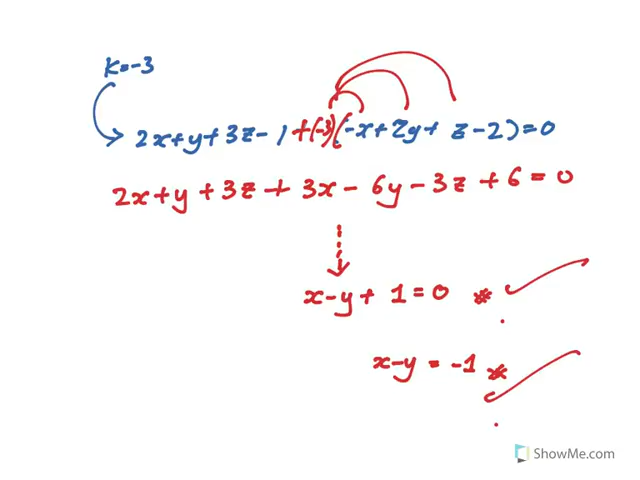 K=-3
2x+y+3z-1+(-3)(-x+2y+z-2)=0
2x+y+3z+3x-6y-3z+6=0
x-y+1=0 *
x-y=-1 *
ShowMe.com